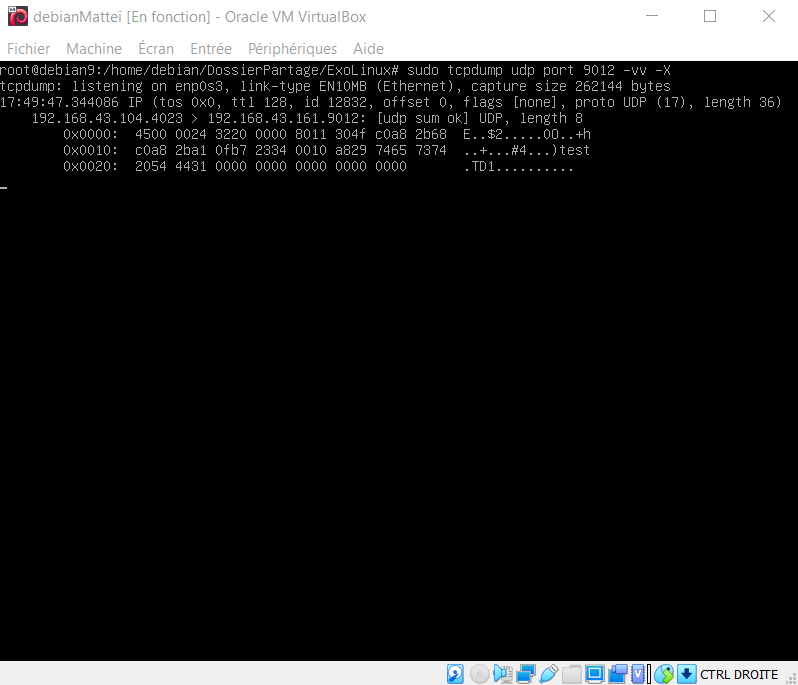 debianMattei [En fonction] - Oracle VM VirtualBox
Fichier Machine Écran Entrée Périphériques Aide
root@debian9:/home/debian/DossierPartage/ExoLinux# sudo tcpdump udp port 9012 -vv -X
tcpdump: listening on enp0s3, link-type EN10MB (Ethernet), capture size 262144 bytes
17:49:47.344086 IP (tos 0x0, ttl 128, id 12832, offset 0, flags [none], proto UDP (17), length 36)
    192.168.43.104.4023 > 192.168.43.161.9012: [udp sum ok] UDP, length 8
        0x0000:  4500 0024 3220 0000 8011 304f c0a8 2b68  E..$2.....0O..+h
        0x0010:  c0a8 2ba1 0fb7 2334 0010 a829 7465 7374  ..+...#4...)test
        0x0020:  2054 4431 0000 0000 0000 0000 0000       .TD1..........
CTRL DROITE